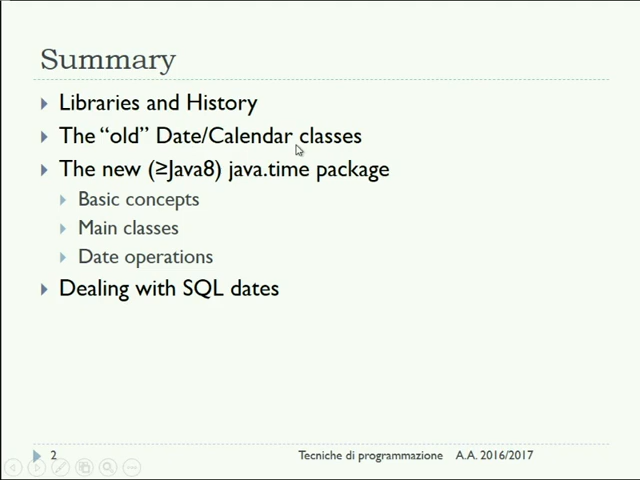 Summary
Libraries and History
The “old” Date/Calendar classes
The new (≥Java8) java.time package
Basic concepts
Main classes
Date operations
Dealing with SQL dates
2 Tecniche di programmazione A.A. 2016/2017